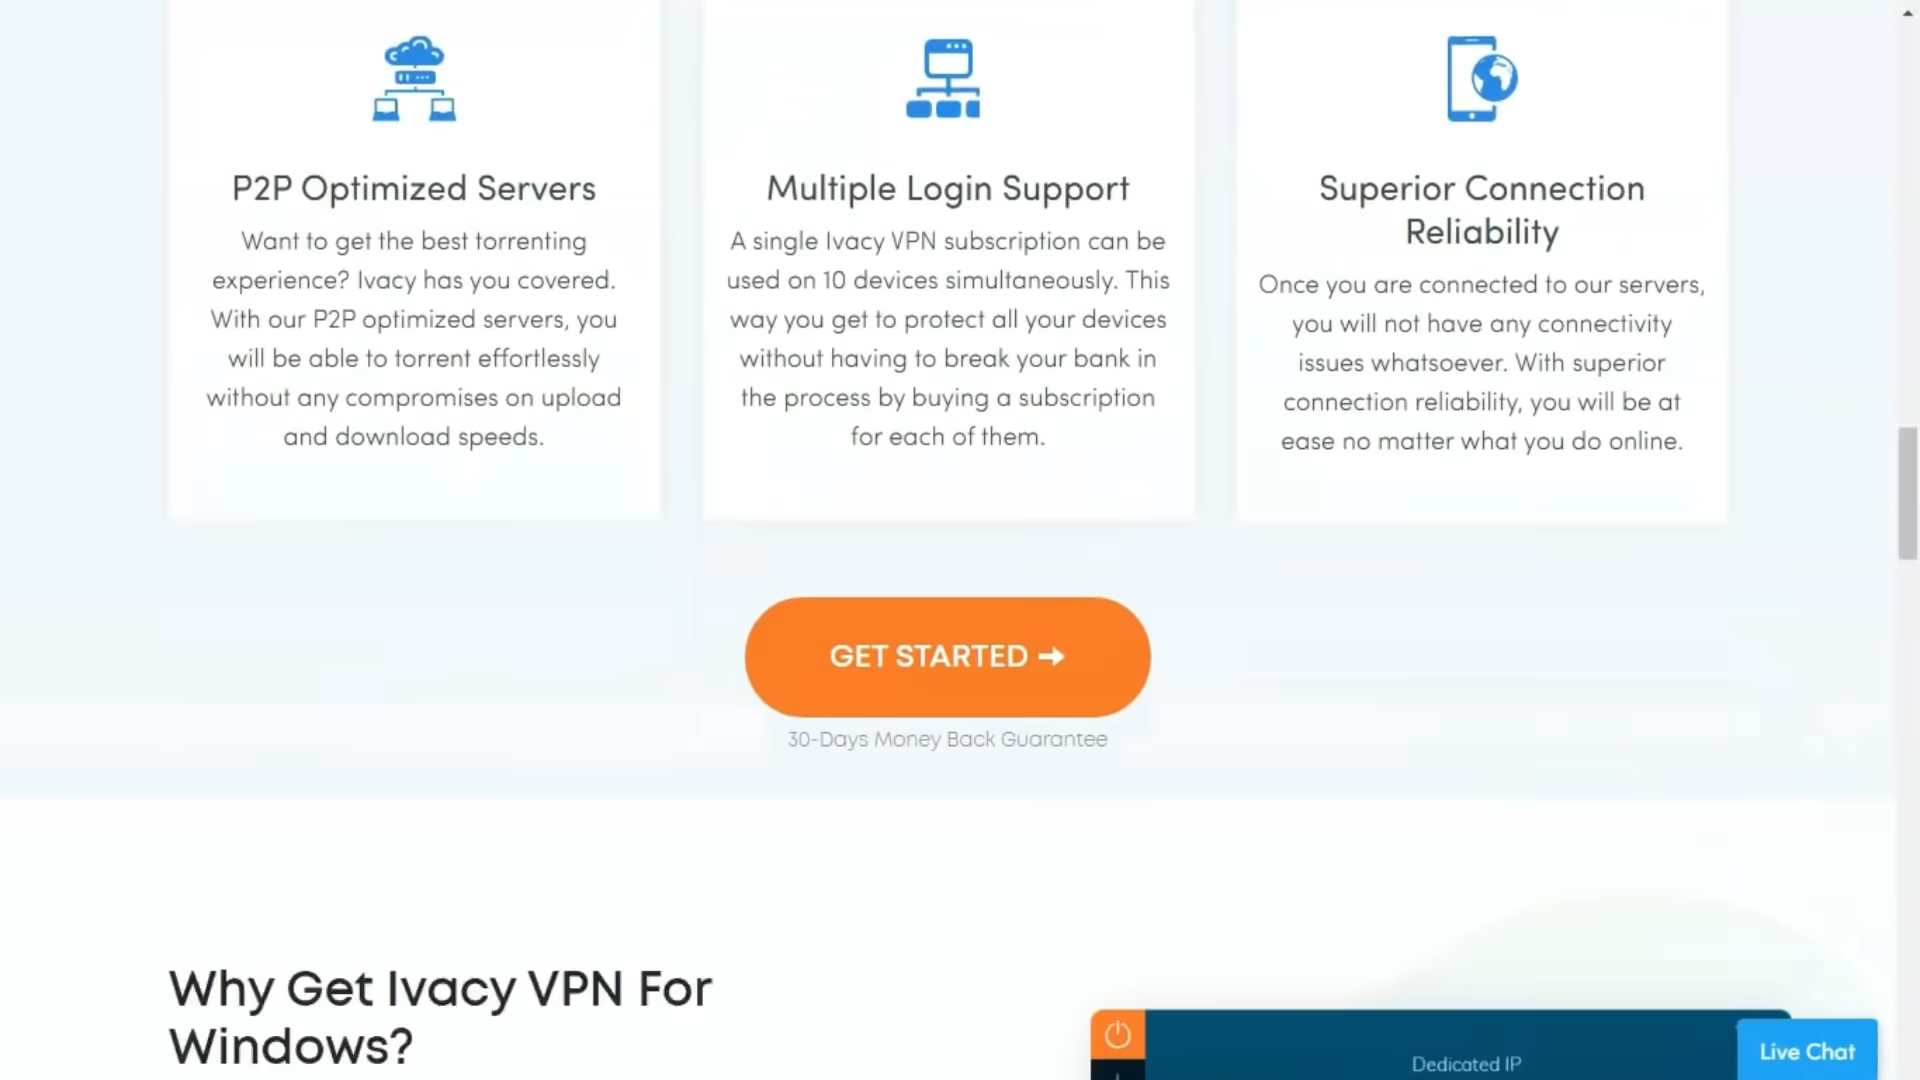 P2P Optimized Servers
Want to get the best torrenting
experience? Ivacy has you covered.
With our P2P optimized servers, you
will be able to torrent effortlessly
without any compromises on upload
and download speeds.
Multiple Login Support
A single Ivacy VPN subscription can be
used on 10 devices simultaneously. This
way you get to protect all your devices
without having to break your bank in
the process by buying a subscription
for each of them.
Superior Connection
Reliability
Once you are connected to our servers,
you will not have any connectivity
issues whatsoever. With superior
connection reliability, you will be at
ease no matter what you do online.
GET STARTED ➔
30-Days Money Back Guarantee
Why Get Ivacy VPN For
Windows?
Dedicated IP
Live Chat